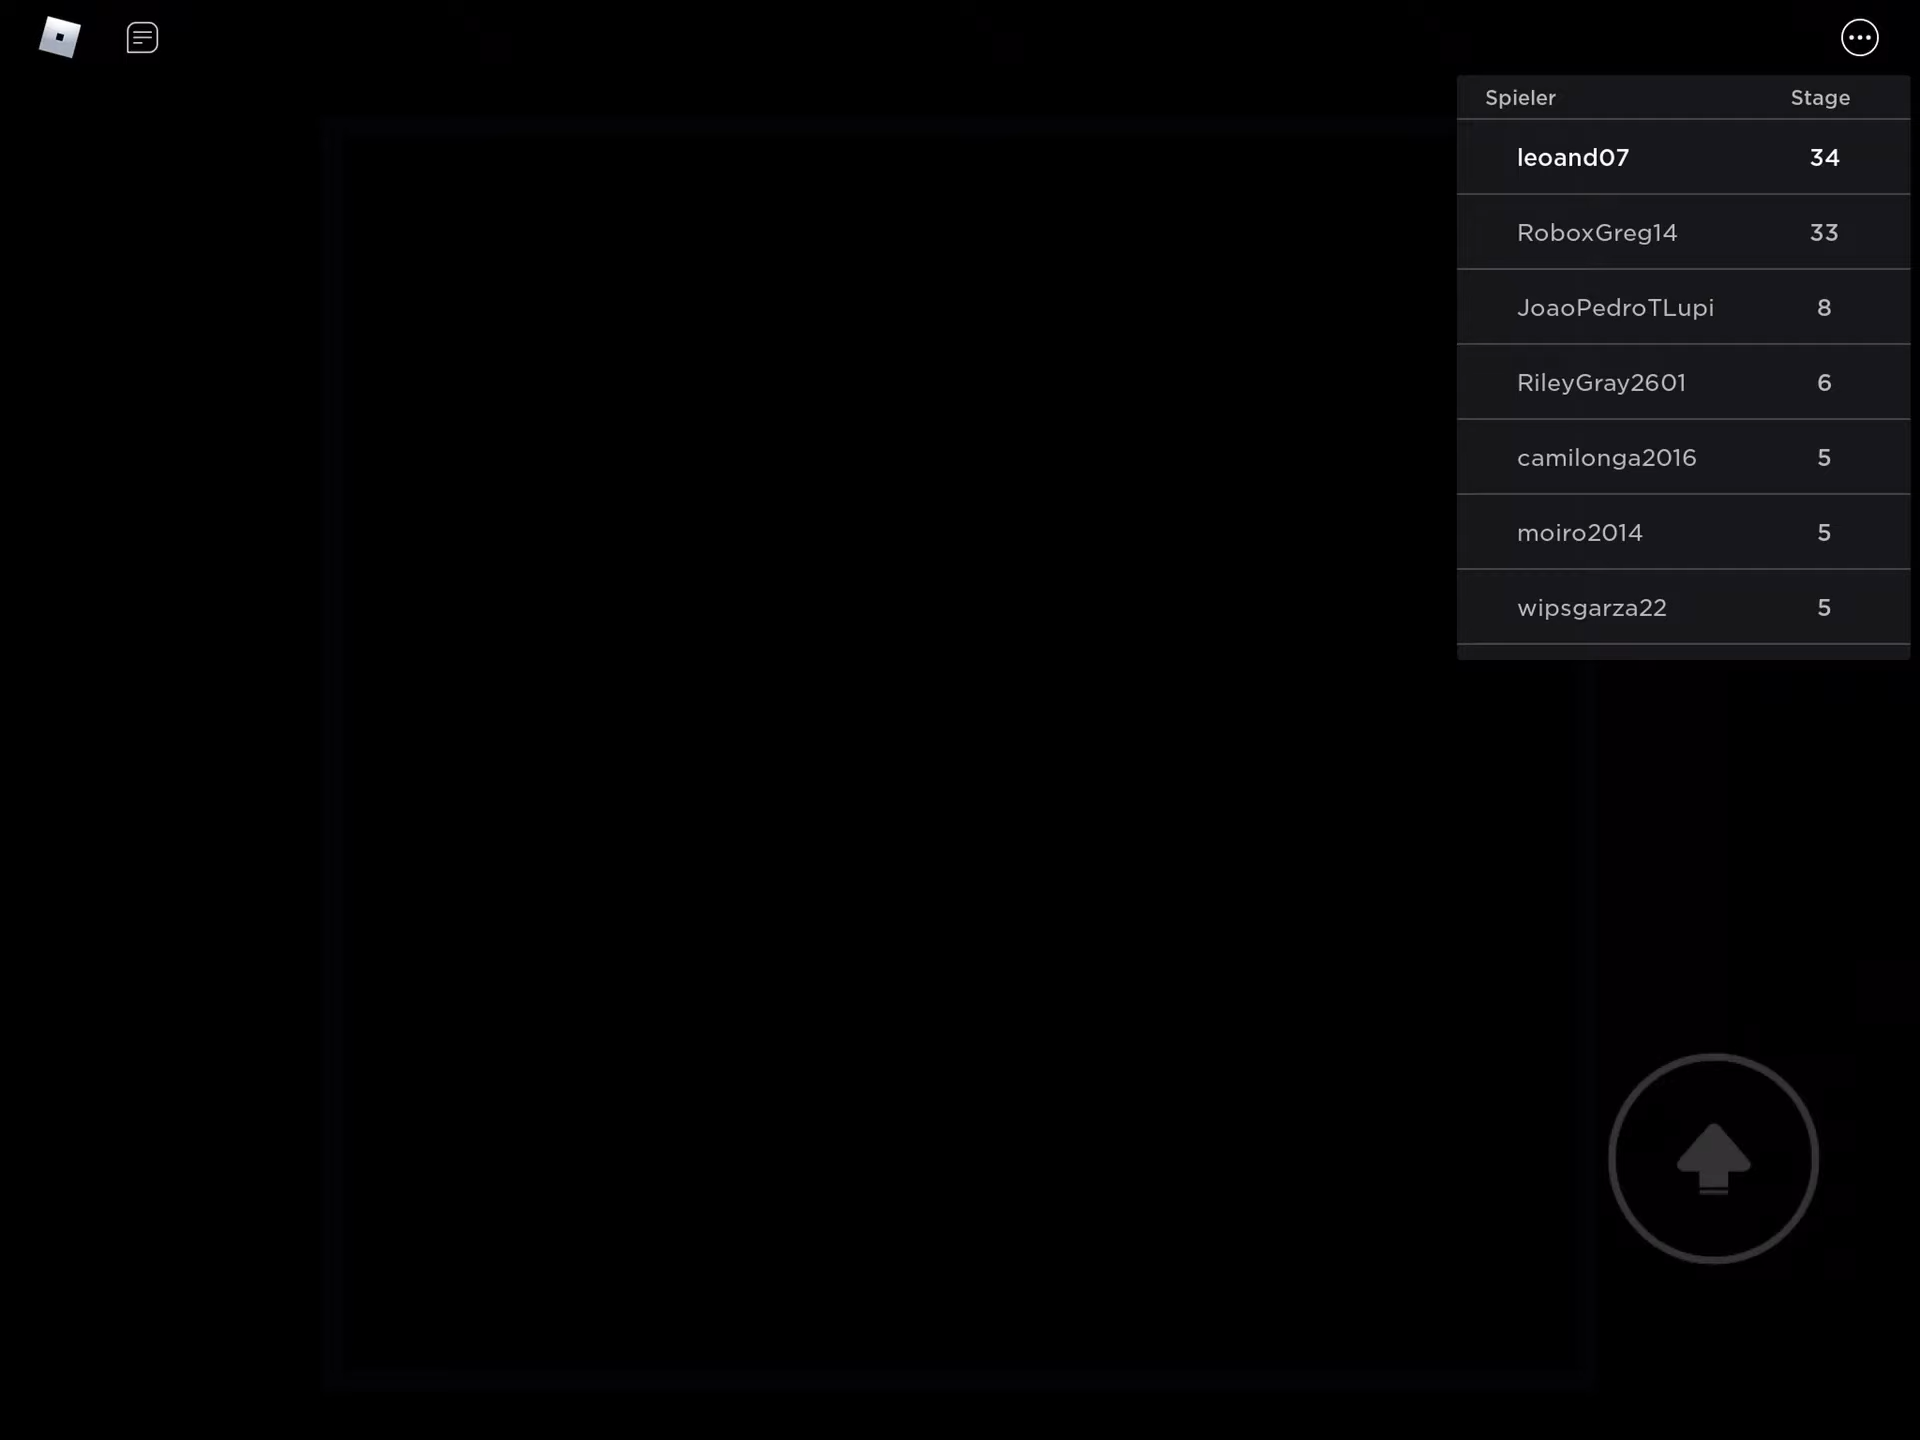 Spieler Stage
leoand07 34
RoboxGreg14 33
JoaoPedroTLupi 8
RileyGray2601 6
camilonga2016 5
moiro2014 5
wipsgarza22 5